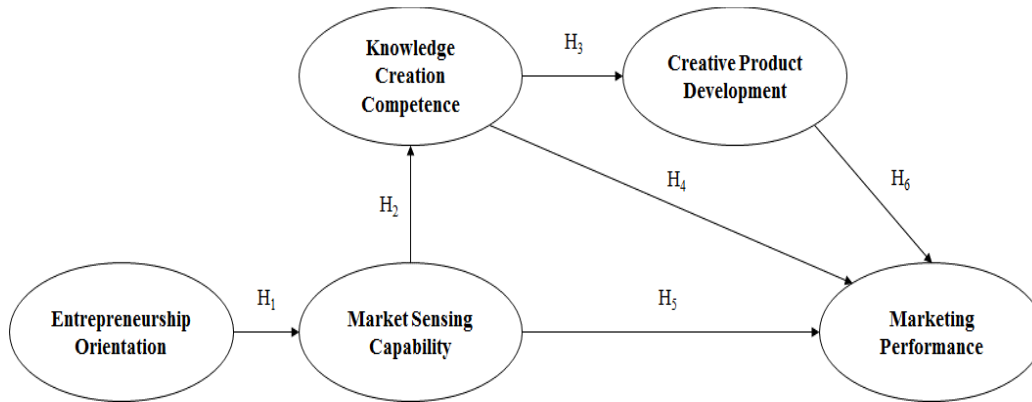 Knowledge
Creation
Competence
H₃
Creative Product
Development
H₂
H₄
H₆
Entrepreneurship
Orientation
H₁
Market Sensing
Capability
H₅
Marketing
Performance